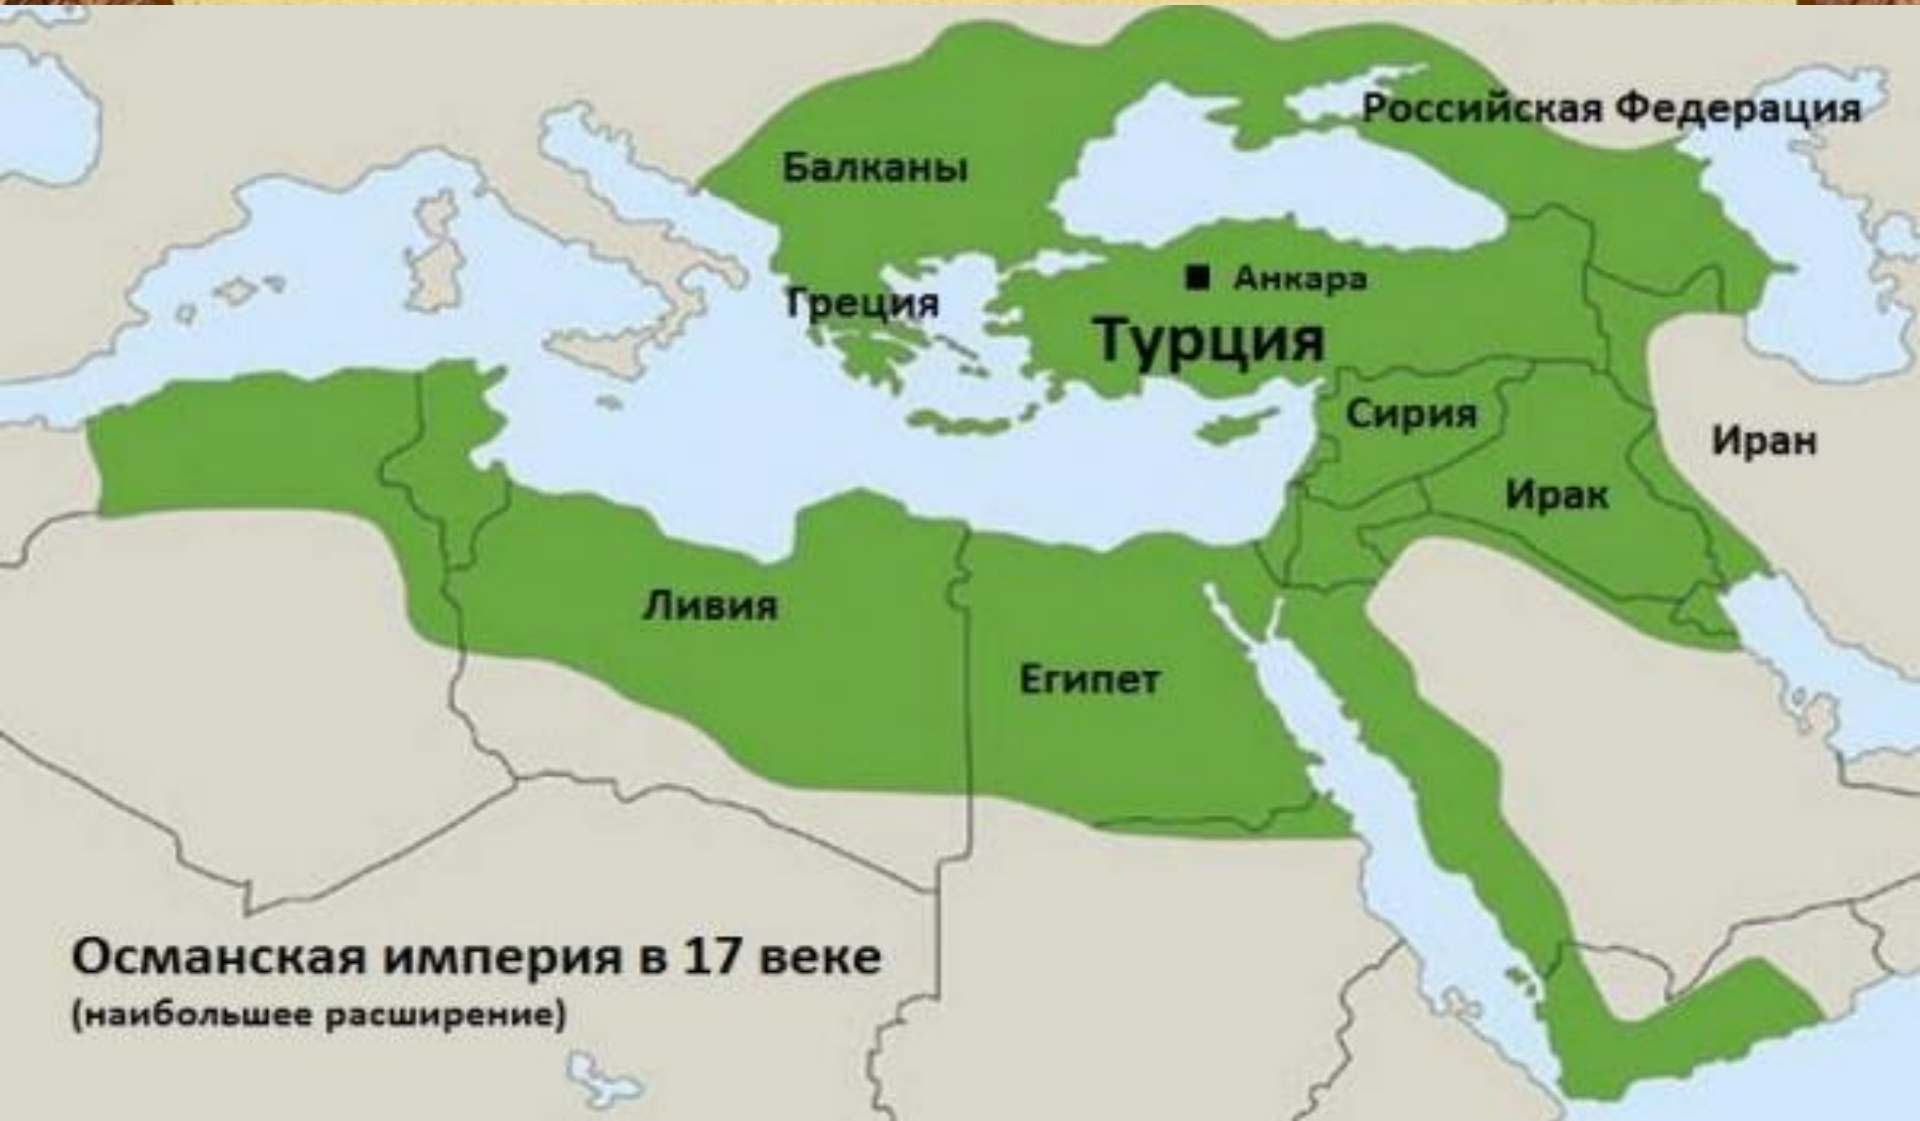 Российская Федерация
Балканы
Анкара
Греция
Турция
Сирия
Иран
Ирак
Ливия
Египет
Османская империя в 17 веке
(наибольшее расширение)